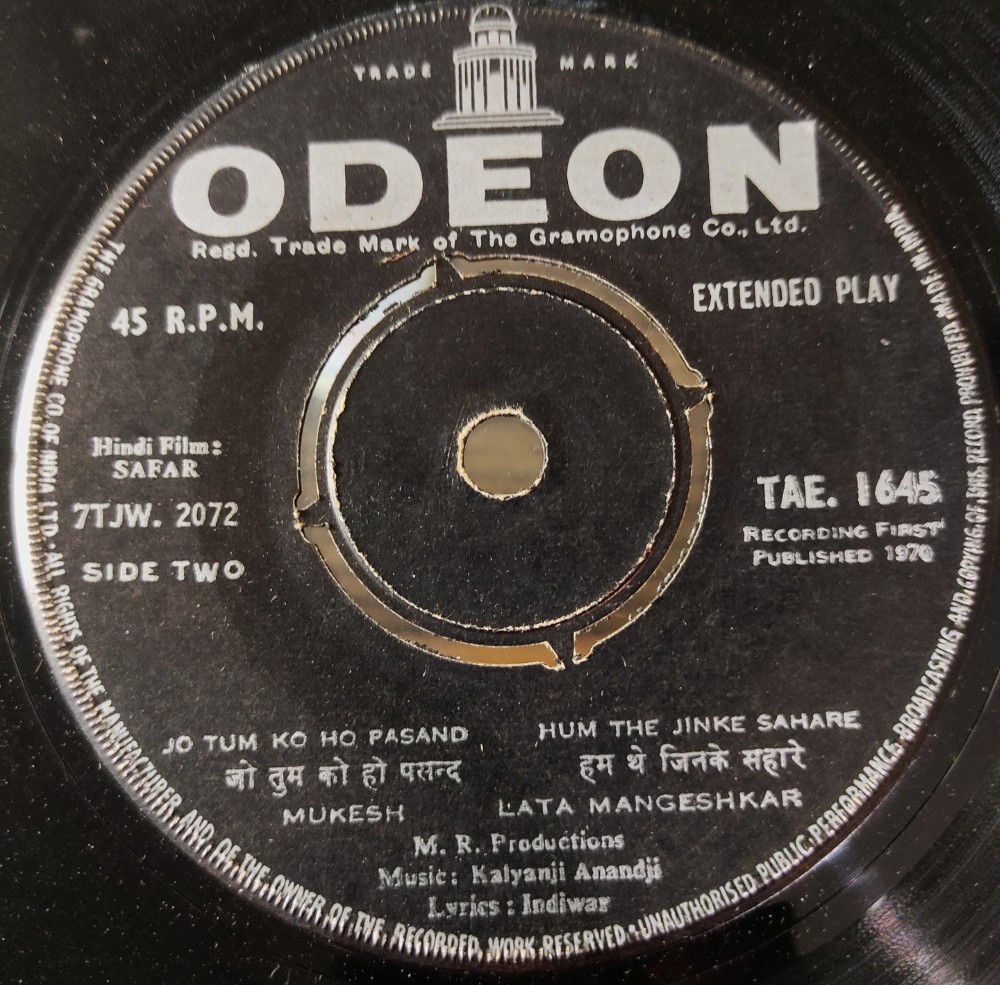 TRADE MARK
ODEON
Regd. Trade Mark of The Gramophone Co., Ltd.
45 R.P.M.
EXTENDED PLAY
Hindi Film:
SAFAR
7TJW. 2072
SIDE TWO
TAE. 1645
RECORDING FIRST
PUBLISHED 1970
JO TUM KO HO PASAND
जो तुम को हो पसन्द
MUKESH
HUM THE JINKE SAHARE
हम थे जिनके सहारे
LATA MANGESHKAR
M. R. Productions
Music: Kalyanji Anandji
Lyrics: Indiwar
THE GRAMOPHONE CO. OF INDIA LTD. ALL RIGHTS OF THE MANUFACTURER AND OF THE OWNER OF THE RECORDED WORK RESERVED. UNAUTHORISED PUBLIC PERFORMANCE, BROADCASTING AND COPYING OF THIS RECORD PROHIBITED. MADE IN INDIA